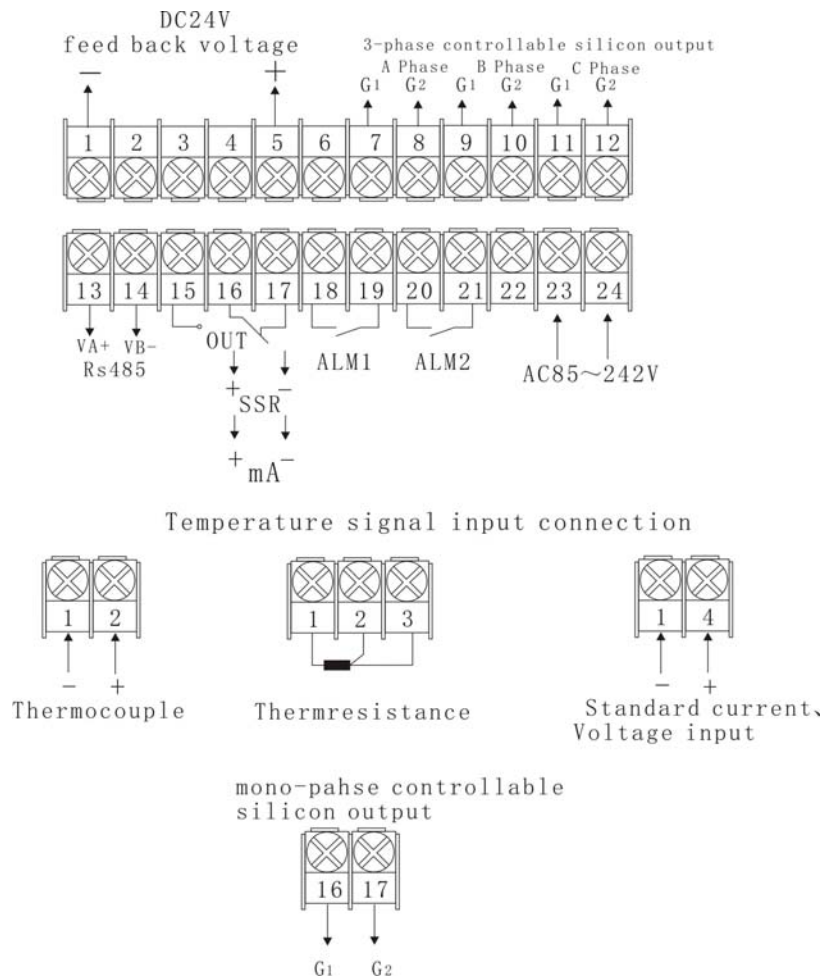 DC24V
feed back voltage
3-phase controllable silicon output
A Phase B Phase C Phase
G1 G2 G1 G2 G1 G2
− +
1 2 3 4 5 6 7 8 9 10 11 12
13 14 15 16 17 18 19 20 21 22 23 24
VA+ VB-
Rs485
OUT
ALM1
ALM2
AC85～242V
+ −
SSR
+ −
mA
Temperature signal input connection
1 2
− +
Thermocouple
1 2 3
Thermresistance
1 4
− +
Standard current、
Voltage input
mono-pahse controllable
silicon output
16 17
G1 G2